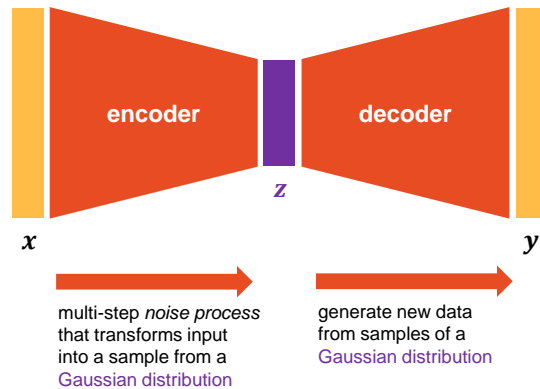 encoder
decoder
z
x
y
multi-step noise process
that transforms input
into a sample from a
Gaussian distribution
generate new data
from samples of a
Gaussian distribution